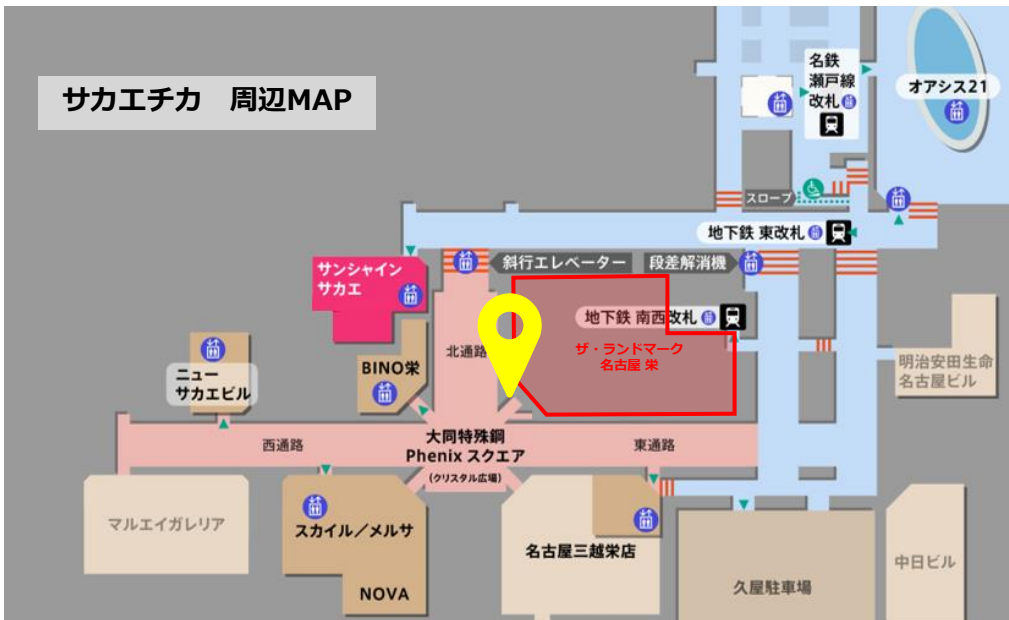 サカエチカ 周辺MAP
名鉄
瀬戸線
改札
オアシス21
スロープ
地下鉄 東改札
サンシャイン
サカエ
斜行エレベーター
段差解消機
地下鉄 南西改札
北通路
ザ・ランドマーク
名古屋 栄
ニュー
サカエビル
BINO栄
明治安田生命
名古屋ビル
西通路
大同特殊鋼
Phenix スクエア
(クリスタル広場)
東通路
マルエイガレリア
スカイル/メルサ
NOVA
名古屋三越栄店
久屋駐車場
中日ビル